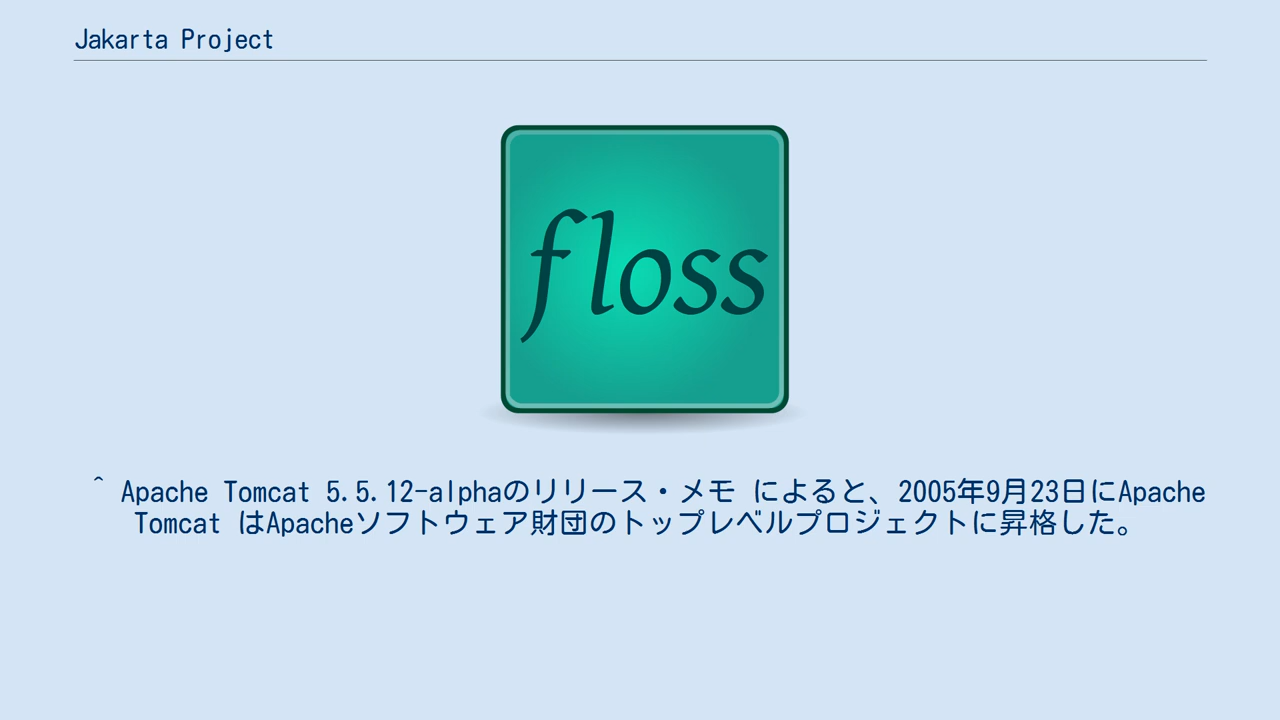 Jakarta Project
floss
^ Apache Tomcat 5.5.12-alphaのリリース・メモ によると、2005年9月23日にApache
Tomcat はApacheソフトウェア財団のトップレベルプロジェクトに昇格した。